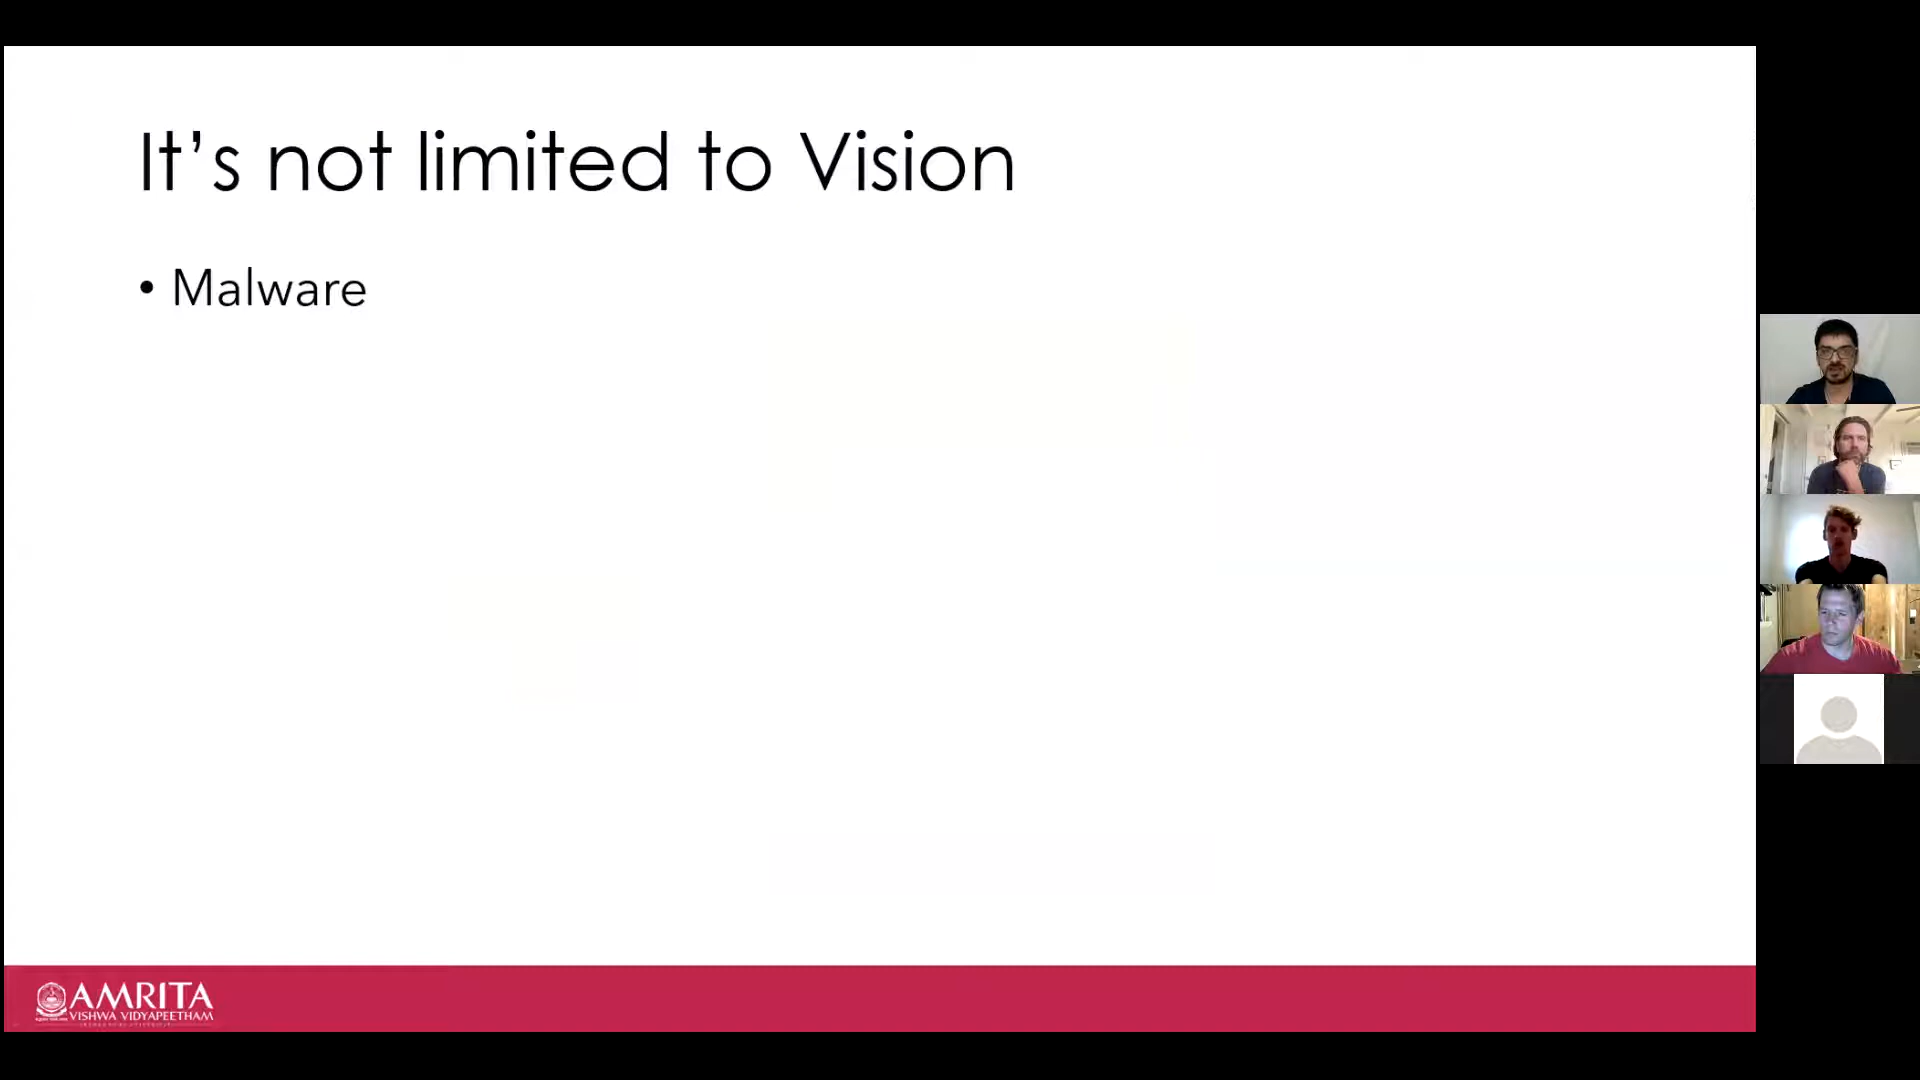 It’s not limited to Vision
• Malware
AMRITA
VISHWA VIDYAPEETHAM